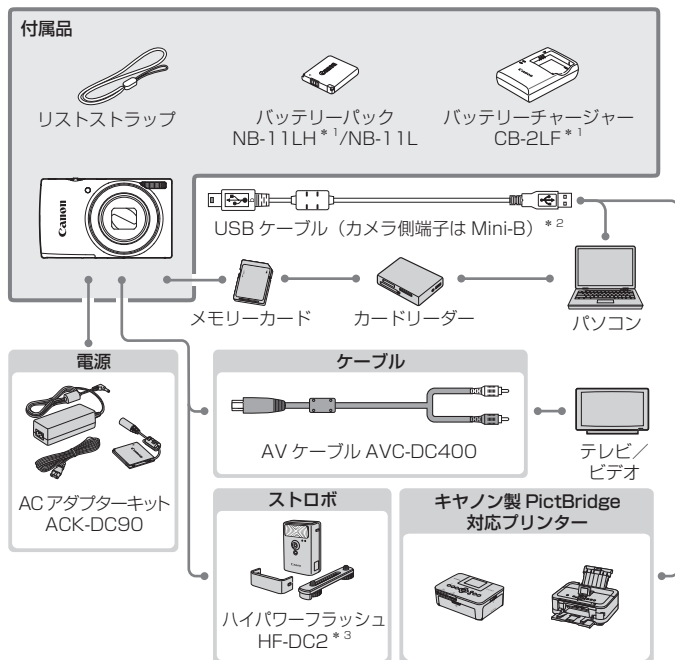 付属品
リストストラップ
バッテリーパック
NB-11LH＊1/NB-11L
バッテリーチャージャー
CB-2LF＊1
Canon
USB ケーブル（カメラ側端子は Mini-B）＊2
メモリーカード
カードリーダー
パソコン
電源
ACアダプターキット
ACK-DC90
ケーブル
AV ケーブル AVC-DC400
テレビ／
ビデオ
ストロボ
ハイパワーフラッシュ
HF-DC2＊3
キヤノン製 PictBridge
対応プリンター